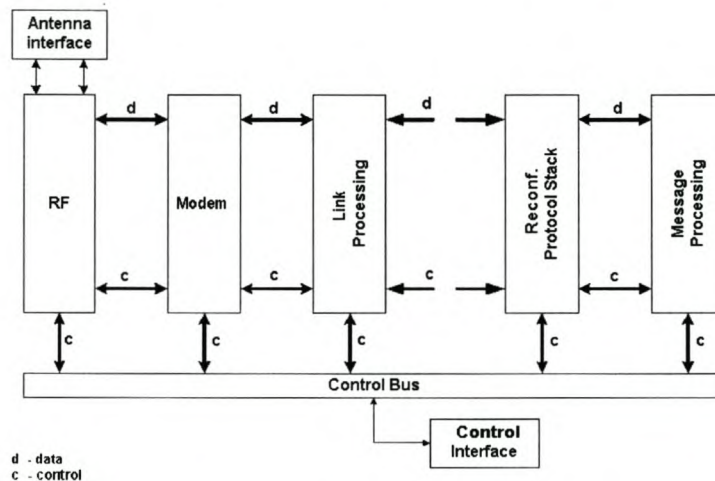 Antenna
interface
d
d
d
d
RF
Modem
Link
Processing
Reconf.
Protocol Stack
Message
Processing
c
c
c
c
c
c
c
c
c
Control Bus
Control
Interface
d - data
c - control